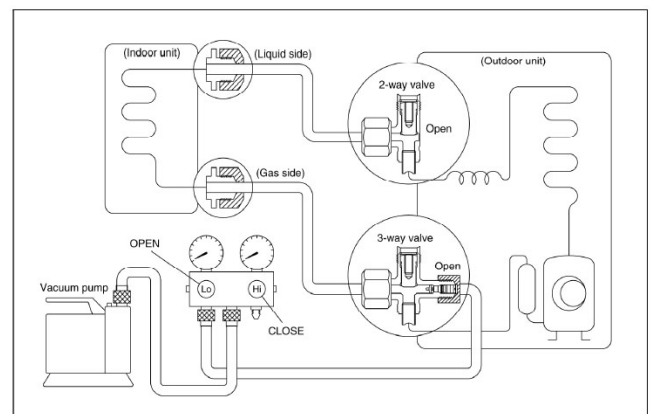 (Indoor unit)
(Liquid side)
(Outdoor unit)
2-way valve
Open
(Gas side)
3-way valve
Open
OPEN
Vacuum pump
Lo
Hi
CLOSE